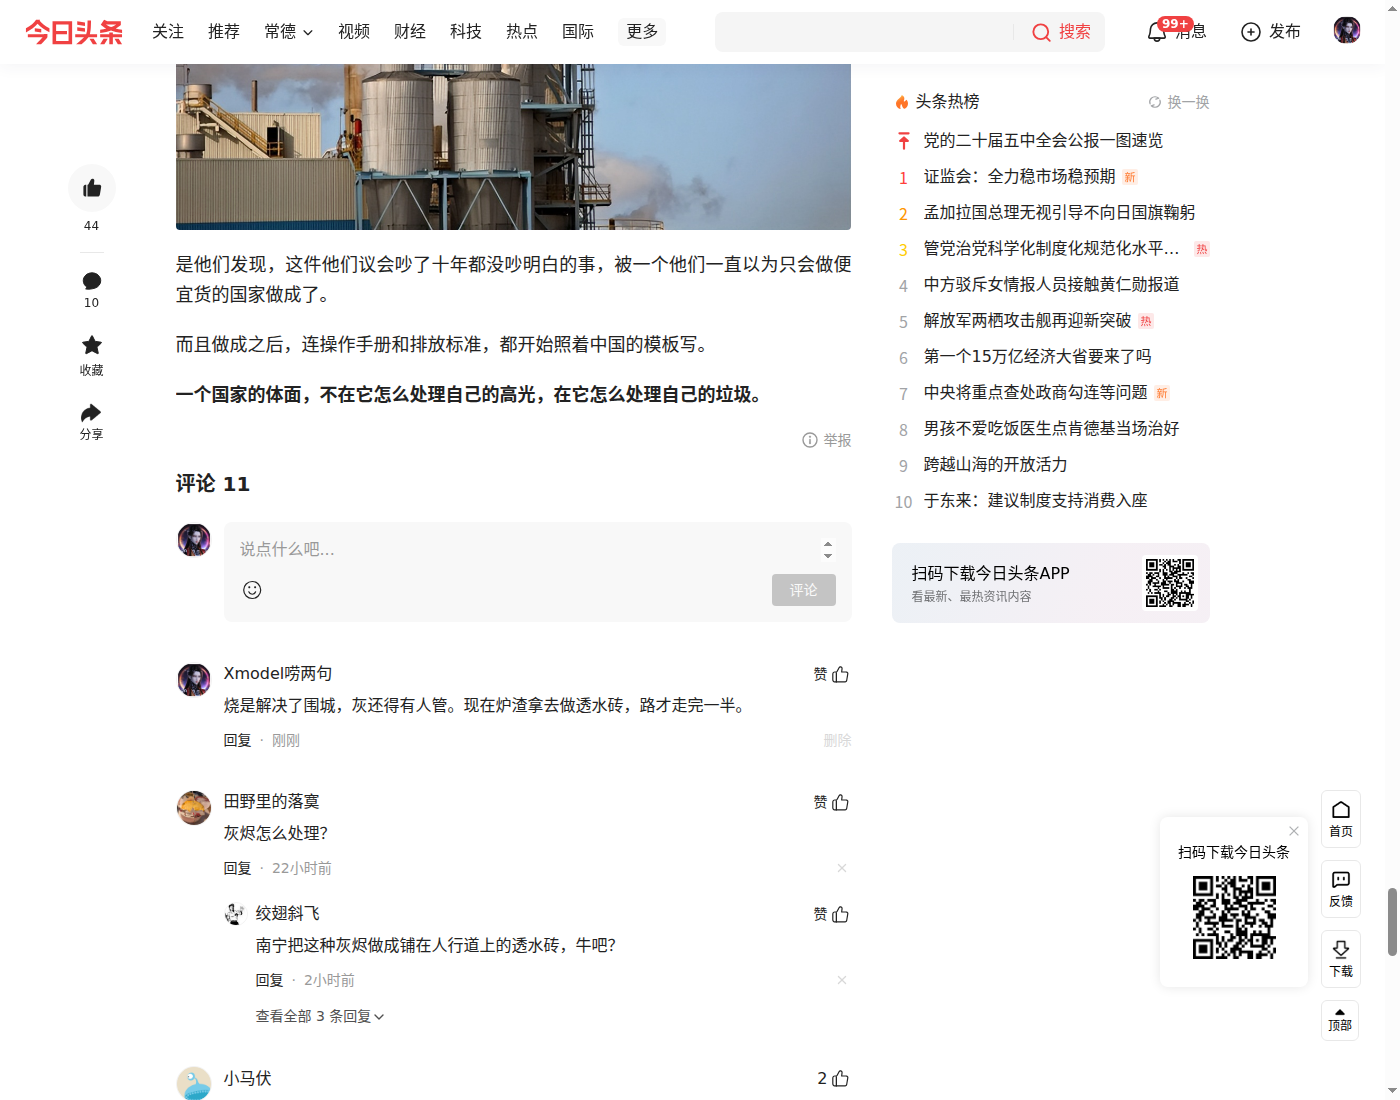 今日头条
关注 推荐 常德 视频 财经 科技 热点 国际 更多
搜索
99+
消息
发布
44
10
收藏
分享
是他们发现，这件他们议会吵了十年都没吵明白的事，被一个他们一直以为只会做便
宜货的国家做成了。
而且做成之后，连操作手册和排放标准，都开始照着中国的模板写。
一个国家的体面，不在它怎么处理自己的高光，在它怎么处理自己的垃圾。
举报
评论 11
说点什么吧...
评论
Xmodel唠两句
赞
烧是解决了围城，灰还得有人管。现在炉渣拿去做透水砖，路才走完一半。
回复 · 刚刚
删除
田野里的落寞
赞
灰烬怎么处理？
回复 · 22小时前
绞翅斜飞
赞
南宁把这种灰烬做成铺在人行道上的透水砖，牛吧？
回复 · 2小时前
查看全部 3 条回复
小马伏
2
头条热榜
换一换
党的二十届五中全会公报一图速览
1 证监会：全力稳市场稳预期 新
2 孟加拉国总理无视引导不向日国旗鞠躬
3 管党治党科学化制度化规范化水平... 热
4 中方驳斥女情报人员接触黄仁勋报道
5 解放军两栖攻击舰再迎新突破 热
6 第一个15万亿经济大省要来了吗
7 中央将重点查处政商勾连等问题 新
8 男孩不爱吃饭医生点肯德基当场治好
9 跨越山海的开放活力
10 于东来：建议制度支持消费入座
扫码下载今日头条APP
看最新、最热资讯内容
扫码下载今日头条
首页
反馈
下载
顶部